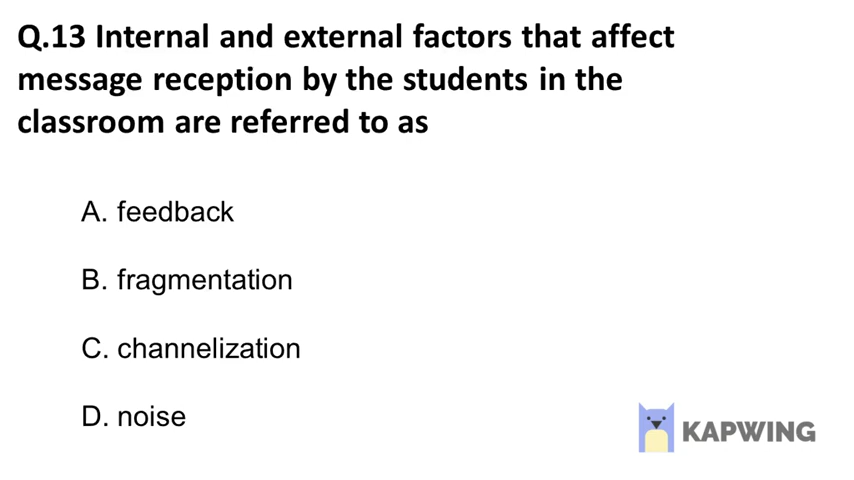 Q.13 Internal and external factors that affect
message reception by the students in the
classroom are referred to as
A. feedback
B. fragmentation
C. channelization
D. noise
KAPWING